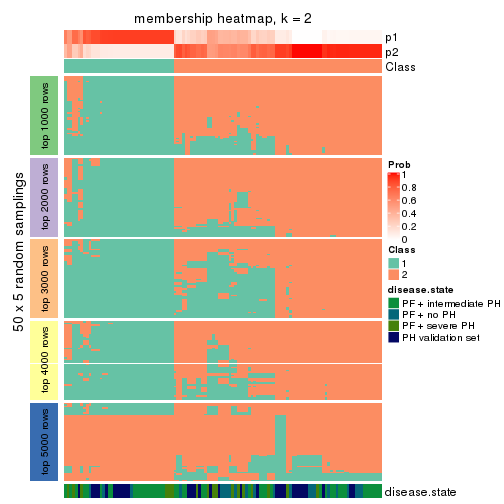 membership heatmap, k = 2
p1
p2
Class
50 x 5 random samplings
top 1000 rows
top 2000 rows
top 3000 rows
top 4000 rows
top 5000 rows
Prob
1
0.8
0.6
0.4
0.2
0
Class
1
2
disease.state
PF+ intermediate PH
PF+ no PH
PF+ severe PH
PH validation set
disease.state